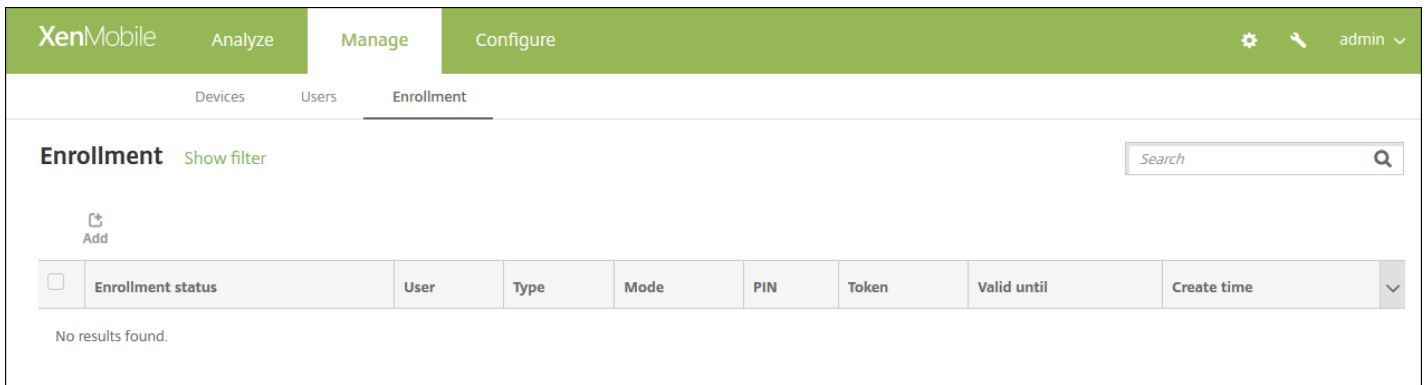 XenMobile Analyze Manage Configure admin
Devices Users Enrollment
Enrollment Show filter Search
Add
Enrollment status User Type Mode PIN Token Valid until Create time
No results found.